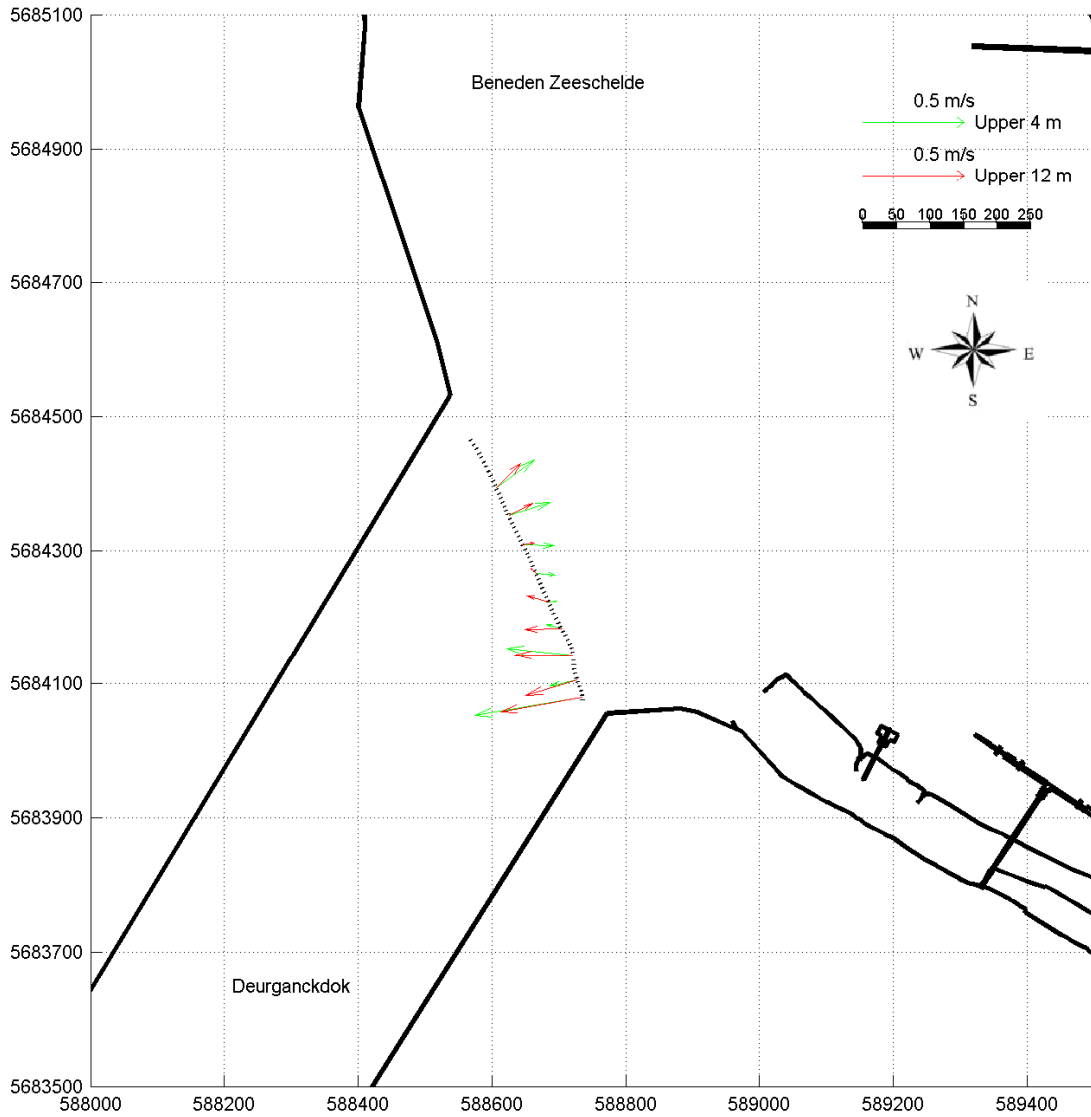 5685100
Beneden Zeeschelde
0.5 m/s
Upper 4 m
5684900
0.5 m/s
Upper 12 m
0 50 100 150 200 250
5684700
N
W E
S
5684500
5684300
5684100
5683900
5683700
Deurganckdok
5683500
588000 588200 588400 588600 588800 589000 589200 589400